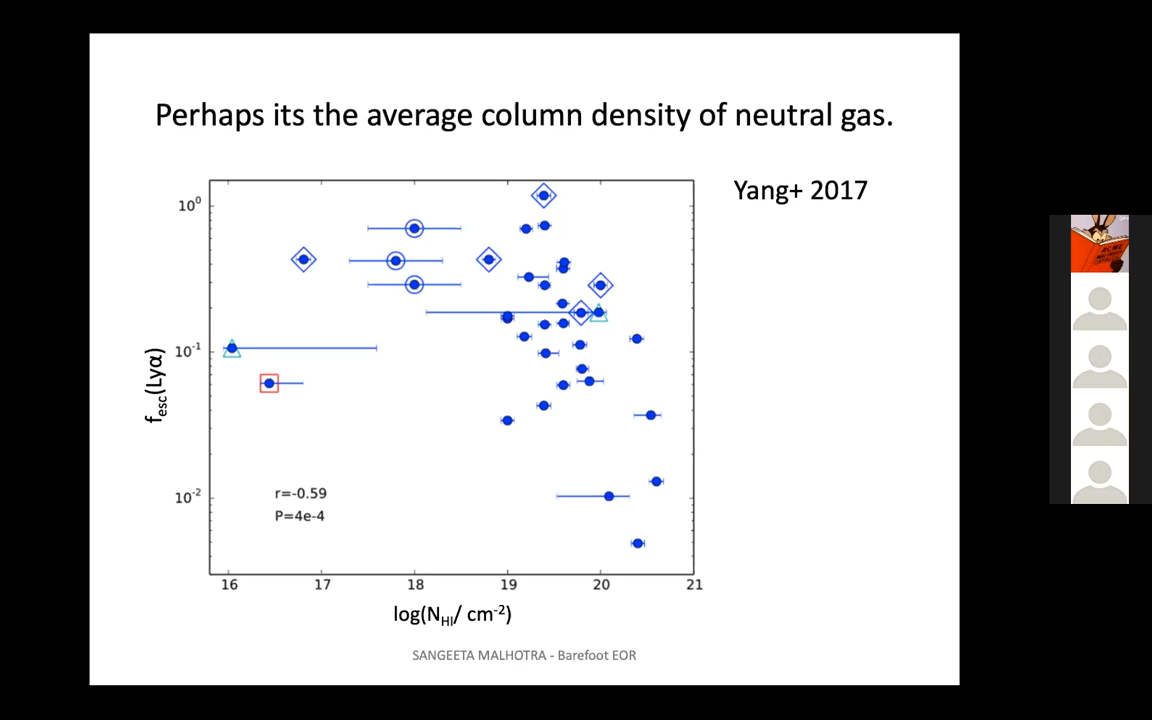 Perhaps its the average column density of neutral gas.
Yang+ 2017
10⁰
10⁻¹
10⁻²
fesc(Lyα)
r=-0.59
P=4e-4
16 17 18 19 20 21
log(NHI/ cm⁻²)
SANGEETA MALHOTRA - Barefoot EOR
ACME